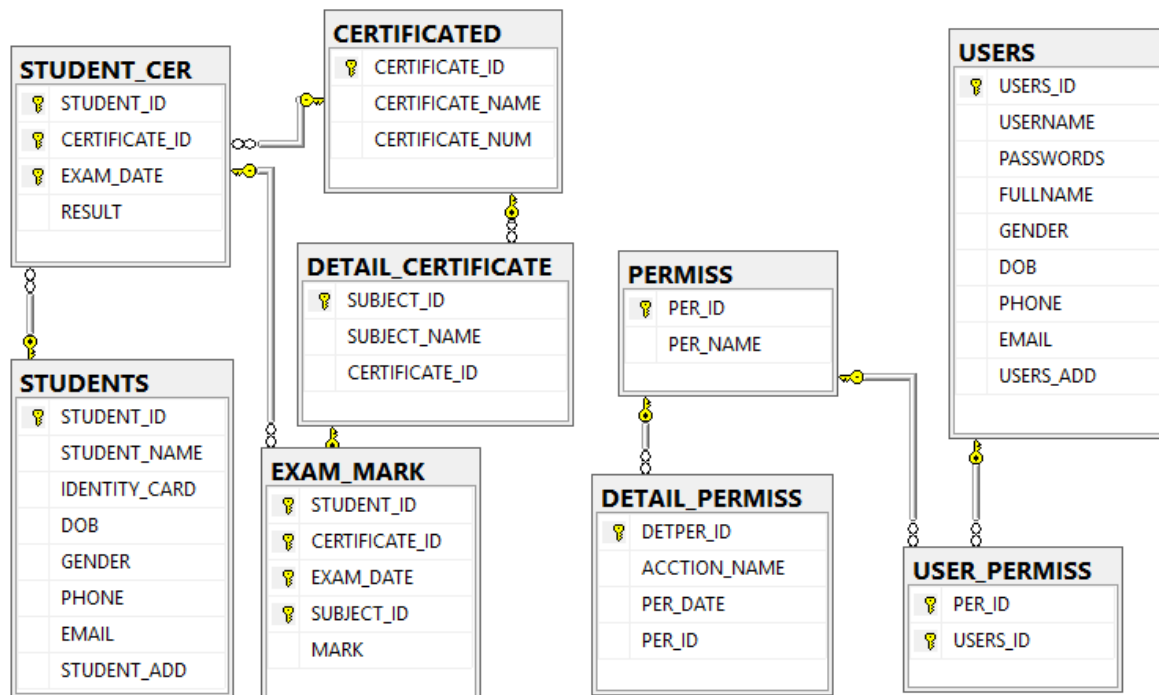 STUDENT_CER
STUDENT_ID
CERTIFICATE_ID
EXAM_DATE
RESULT
CERTIFICATED
CERTIFICATE_ID
CERTIFICATE_NAME
CERTIFICATE_NUM
DETAIL_CERTIFICATE
SUBJECT_ID
SUBJECT_NAME
CERTIFICATE_ID
STUDENTS
STUDENT_ID
STUDENT_NAME
IDENTITY_CARD
DOB
GENDER
PHONE
EMAIL
STUDENT_ADD
EXAM_MARK
STUDENT_ID
CERTIFICATE_ID
EXAM_DATE
SUBJECT_ID
MARK
PERMISS
PER_ID
PER_NAME
DETAIL_PERMISS
DETPER_ID
ACCTION_NAME
PER_DATE
PER_ID
USERS
USERS_ID
USERNAME
PASSWORDS
FULLNAME
GENDER
DOB
PHONE
EMAIL
USERS_ADD
USER_PERMISS
PER_ID
USERS_ID